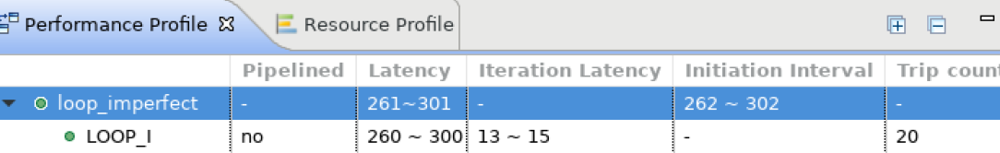 Performance Profile Resource Profile
Pipelined Latency Iteration Latency Initiation Interval Trip count
loop_imperfect - 261~301 - 262 ~ 302 -
LOOP_I no 260 ~ 300 13 ~ 15 - 20